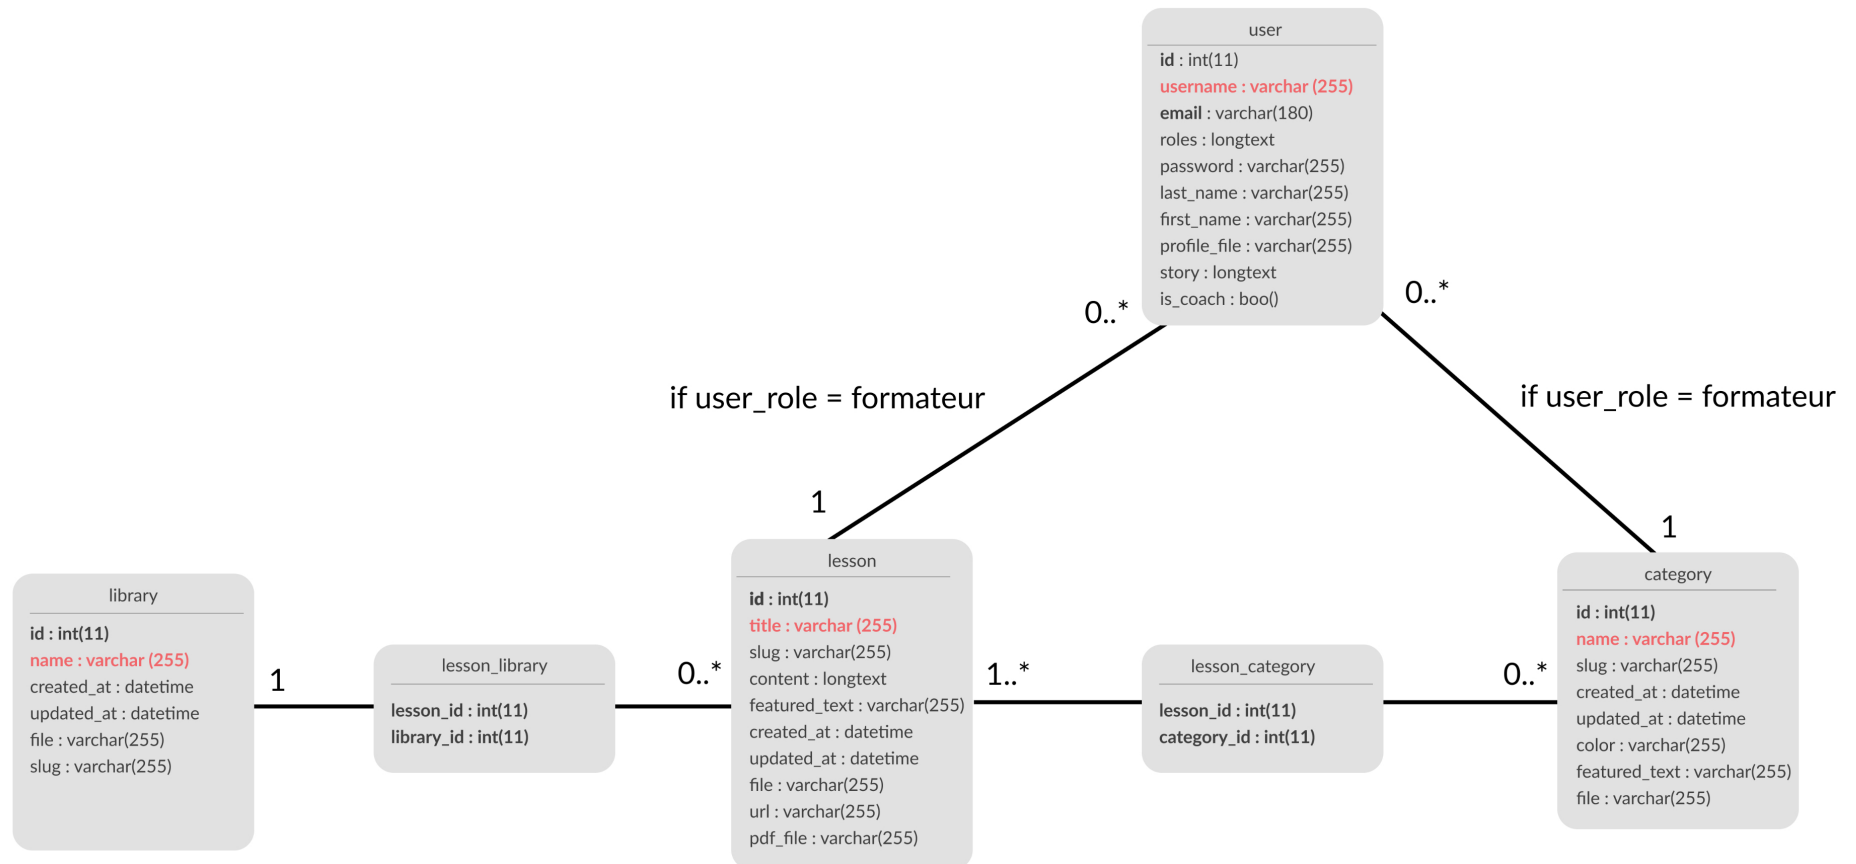 user
id : int(11)
username : varchar (255)
email : varchar(180)
roles : longtext
password : varchar(255)
last_name : varchar(255)
first_name : varchar(255)
profile_file : varchar(255)
story : longtext
is_coach : boo()
0..*
0..*
if user_role = formateur
if user_role = formateur
1
1
library
id : int(11)
name : varchar (255)
created_at : datetime
updated_at : datetime
file : varchar(255)
slug : varchar(255)
1
lesson_library
lesson_id : int(11)
library_id : int(11)
0..*
lesson
id : int(11)
title : varchar (255)
slug : varchar(255)
content : longtext
featured_text : varchar(255)
created_at : datetime
updated_at : datetime
file : varchar(255)
url : varchar(255)
pdf_file : varchar(255)
1..*
lesson_category
lesson_id : int(11)
category_id : int(11)
0..*
category
id : int(11)
name : varchar (255)
slug : varchar(255)
created_at : datetime
updated_at : datetime
color : varchar(255)
featured_text : varchar(255)
file : varchar(255)